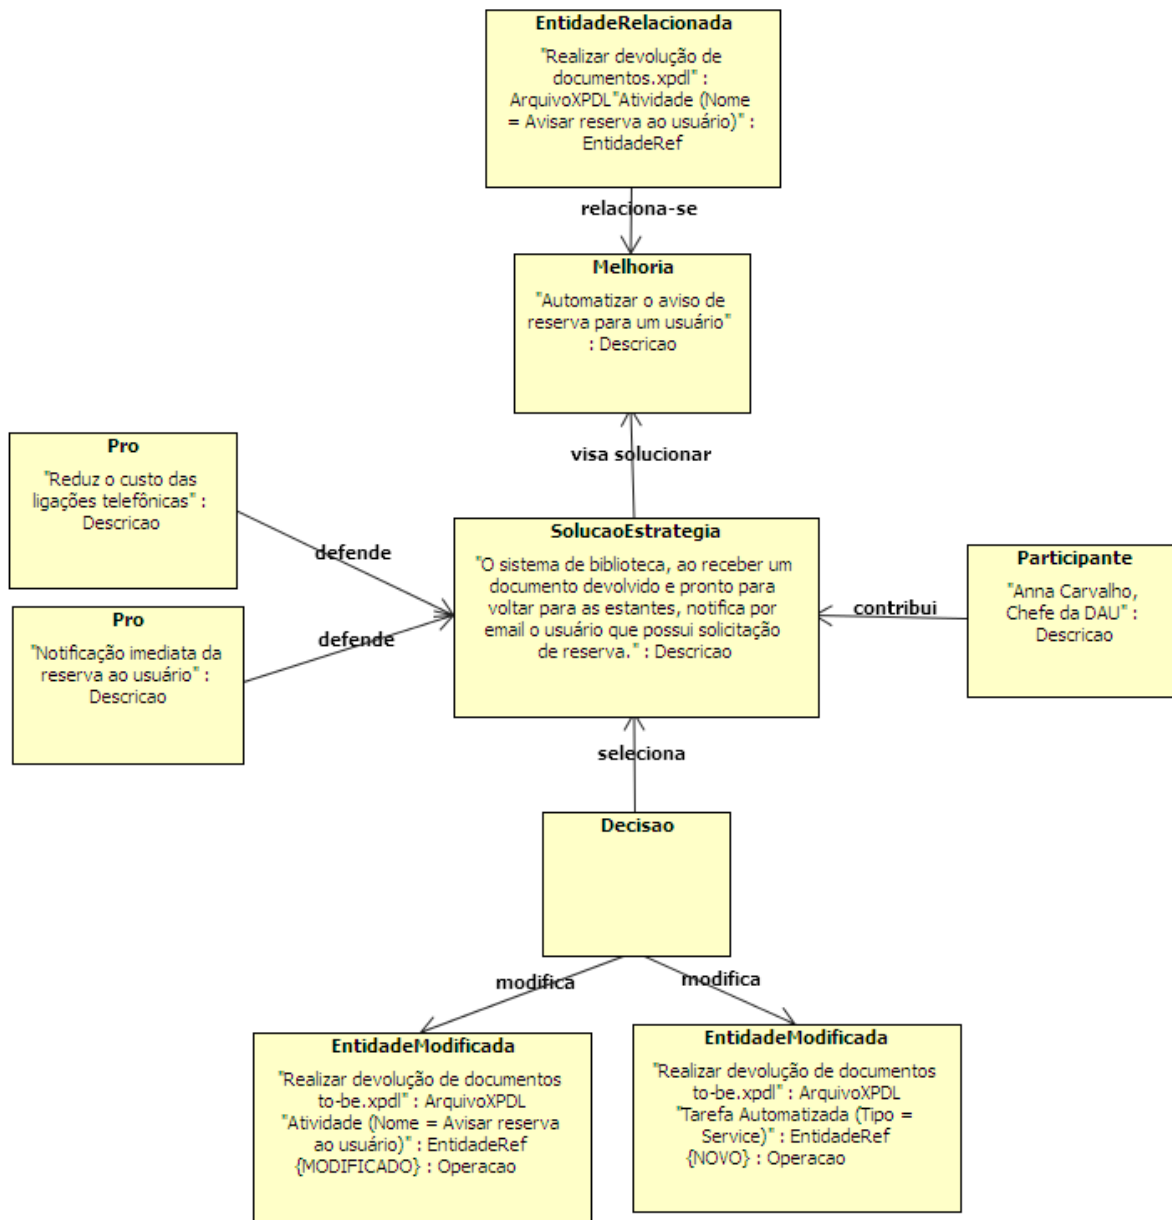 EntidadeRelacionada
"Realizar devolução de
documentos.xpdl" :
ArquivoXPDL"Atividade (Nome
= Avisar reserva ao usuário)" :
EntidadeRef
relaciona-se
Melhoria
"Automatizar o aviso de
reserva para um usuário"
: Descricao
visa solucionar
Pro
"Reduz o custo das
ligações telefônicas" :
Descricao
defende
Pro
"Notificação imediata da
reserva ao usuário" :
Descricao
defende
SolucaoEstrategia
"O sistema de biblioteca, ao receber um
documento devolvido e pronto para
voltar para as estantes, notifica por
email o usuário que possui solicitação
de reserva." : Descricao
contribui
Participante
"Anna Carvalho,
Chefe da DAU" :
Descricao
seleciona
Decisao
modifica
modifica
EntidadeModificada
"Realizar devolução de documentos
to-be.xpdl" : ArquivoXPDL
"Atividade (Nome = Avisar reserva
ao usuário)" : EntidadeRef
{MODIFICADO} : Operacao
EntidadeModificada
"Realizar devolução de documentos
to-be.xpdl" : ArquivoXPDL
"Tarefa Automatizada (Tipo =
Service)" : EntidadeRef
{NOVO} : Operacao